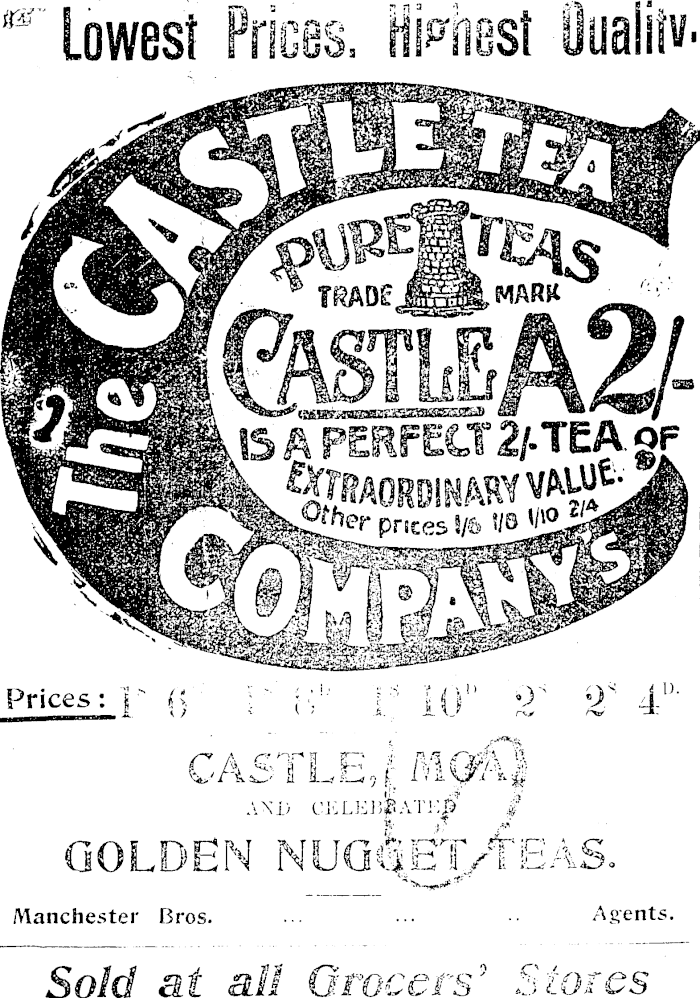 Lowest Prices. Highest Quality.
The CASTLE TEA
COMPANY'S
PURE TEAS
TRADE MARK
CASTLE A 2/-
IS A PERFECT 2/- TEA OF
EXTRAORDINARY VALUE.
Other prices 1/6 1/8 1/10 2/4
Prices: 1S 6D 1S 8D 1S 10D 2S 2S 4D.
CASTLE, MOA,
AND CELEBRATED
GOLDEN NUGGET TEAS.
Manchester Bros. ... ... .. Agents.
Sold at all Grocers' Stores